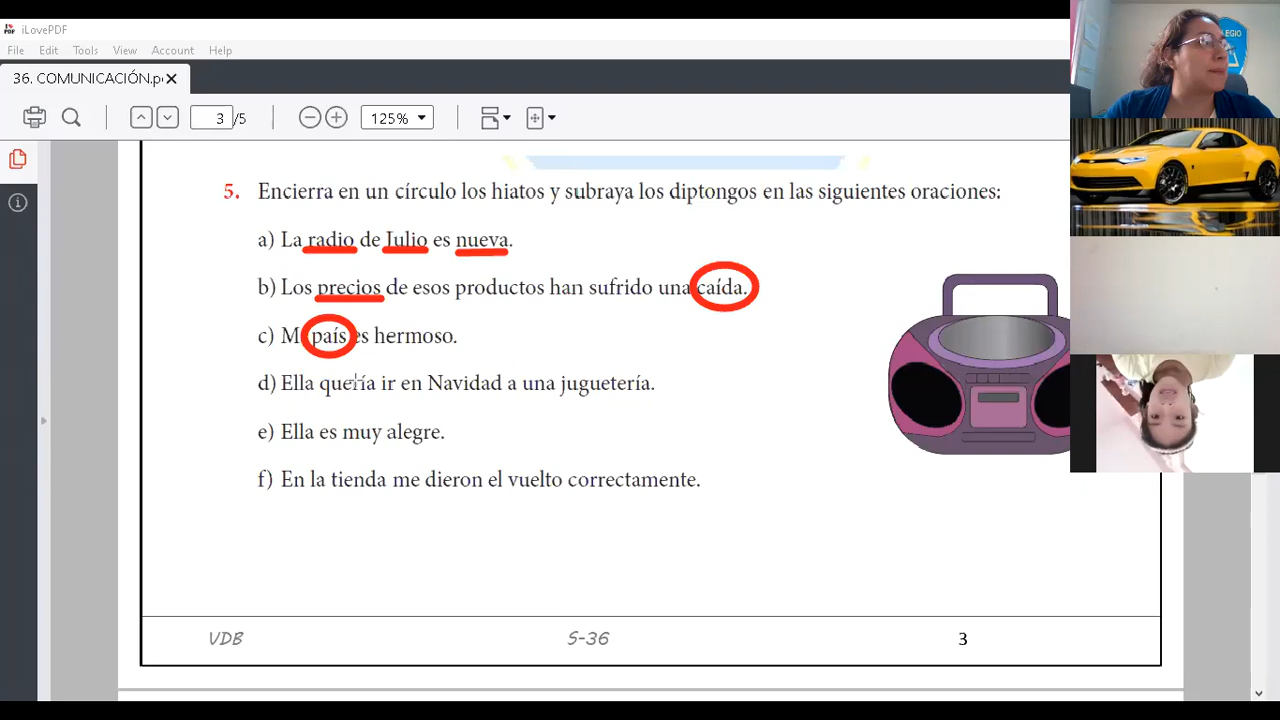 iLovePDF
File Edit Tools View Account Help
36. COMUNICACIÓN.p
3 /5 125%
5. Encierra en un círculo los hiatos y subraya los diptongos en las siguientes oraciones:
a) La radio de Julio es nueva.
b) Los precios de esos productos han sufrido una caída.
c) M país es hermoso.
d) Ella quería ir en Navidad a una juguetería.
e) Ella es muy alegre.
f) En la tienda me dieron el vuelto correctamente.
VDB S-36 3